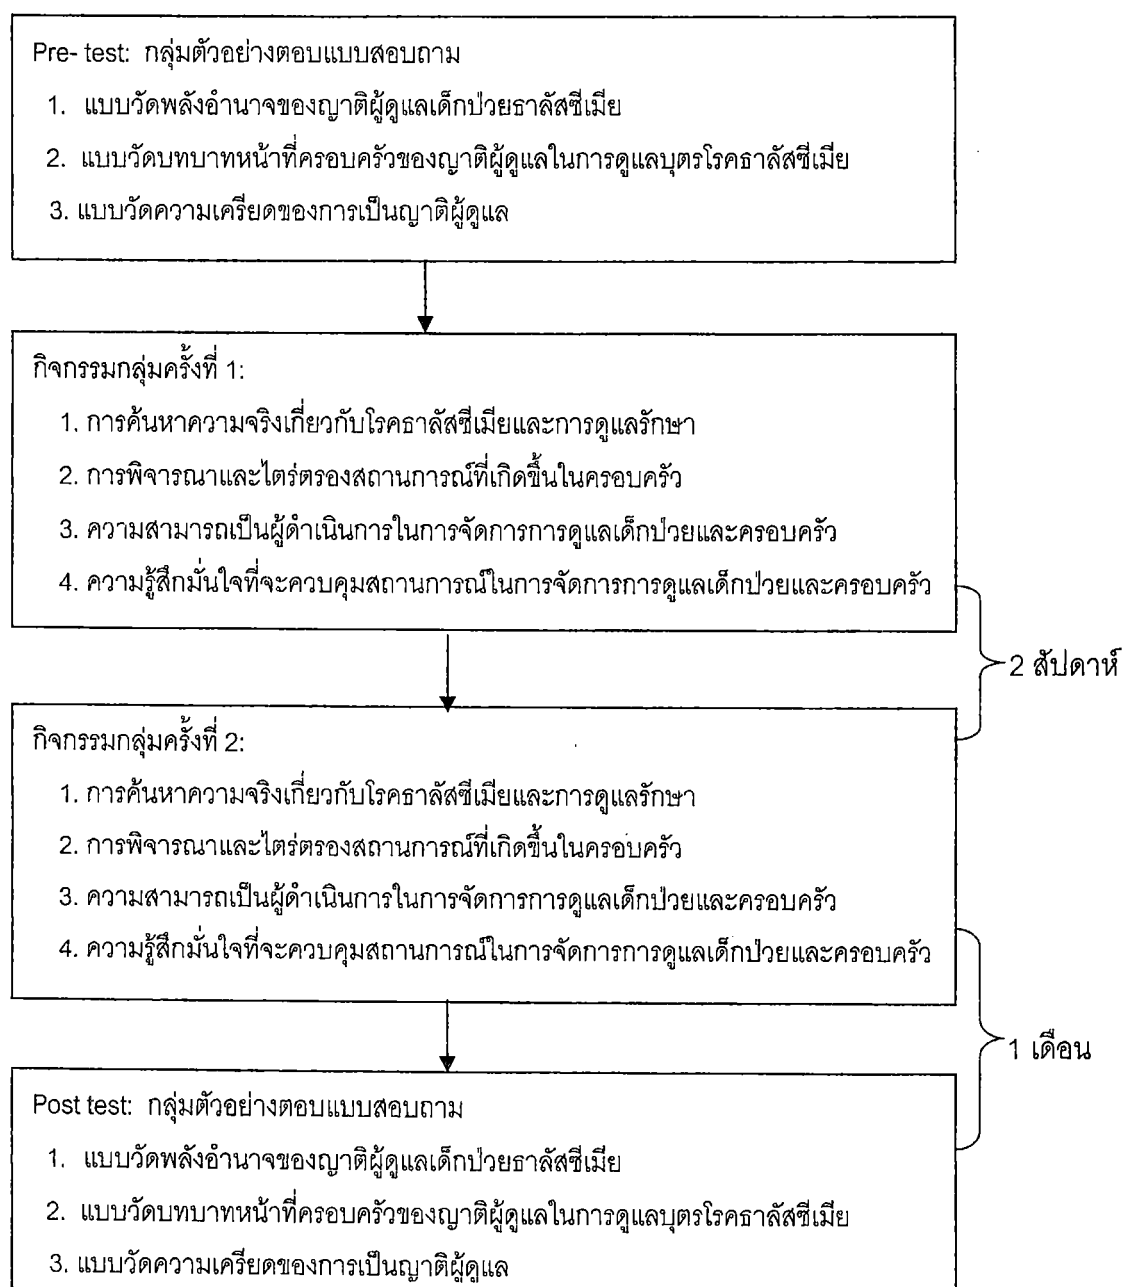 Pre- test: กลุ่มตัวอย่างตอบแบบสอบถาม
1. แบบวัดพลังอำนาจของญาติผู้ดูแลเด็กป่วยธาลัสซีเมีย
2. แบบวัดบทบาทหน้าที่ครอบครัวของญาติผู้ดูแลในการดูแลบุตรโรคธาลัสซีเมีย
3. แบบวัดความเครียดของการเป็นญาติผู้ดูแล
กิจกรรมกลุ่มครั้งที่ 1:
1. การค้นหาความจริงเกี่ยวกับโรคธาลัสซีเมียและการดูแลรักษา
2. การพิจารณาและไตร่ตรองสถานการณ์ที่เกิดขึ้นในครอบครัว
3. ความสามารถเป็นผู้ดำเนินการในการจัดการการดูแลเด็กป่วยและครอบครัว
4. ความรู้สึกมั่นใจที่จะควบคุมสถานการณ์ในการจัดการการดูแลเด็กป่วยและครอบครัว
2 สัปดาห์
กิจกรรมกลุ่มครั้งที่ 2:
1. การค้นหาความจริงเกี่ยวกับโรคธาลัสซีเมียและการดูแลรักษา
2. การพิจารณาและไตร่ตรองสถานการณ์ที่เกิดขึ้นในครอบครัว
3. ความสามารถเป็นผู้ดำเนินการในการจัดการการดูแลเด็กป่วยและครอบครัว
4. ความรู้สึกมั่นใจที่จะควบคุมสถานการณ์ในการจัดการการดูแลเด็กป่วยและครอบครัว
1 เดือน
Post test: กลุ่มตัวอย่างตอบแบบสอบถาม
1. แบบวัดพลังอำนาจของญาติผู้ดูแลเด็กป่วยธาลัสซีเมีย
2. แบบวัดบทบาทหน้าที่ครอบครัวของญาติผู้ดูแลในการดูแลบุตรโรคธาลัสซีเมีย
3. แบบวัดความเครียดของการเป็นญาติผู้ดูแล